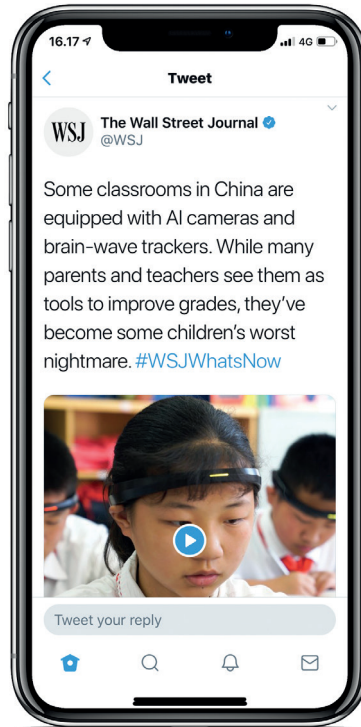 16.17
4G
Tweet
WSJ
The Wall Street Journal
@WSJ
Some classrooms in China are
equipped with AI cameras and
brain-wave trackers. While many
parents and teachers see them as
tools to improve grades, they've
become some children's worst
nightmare. #WSJWhatsNow
Tweet your reply